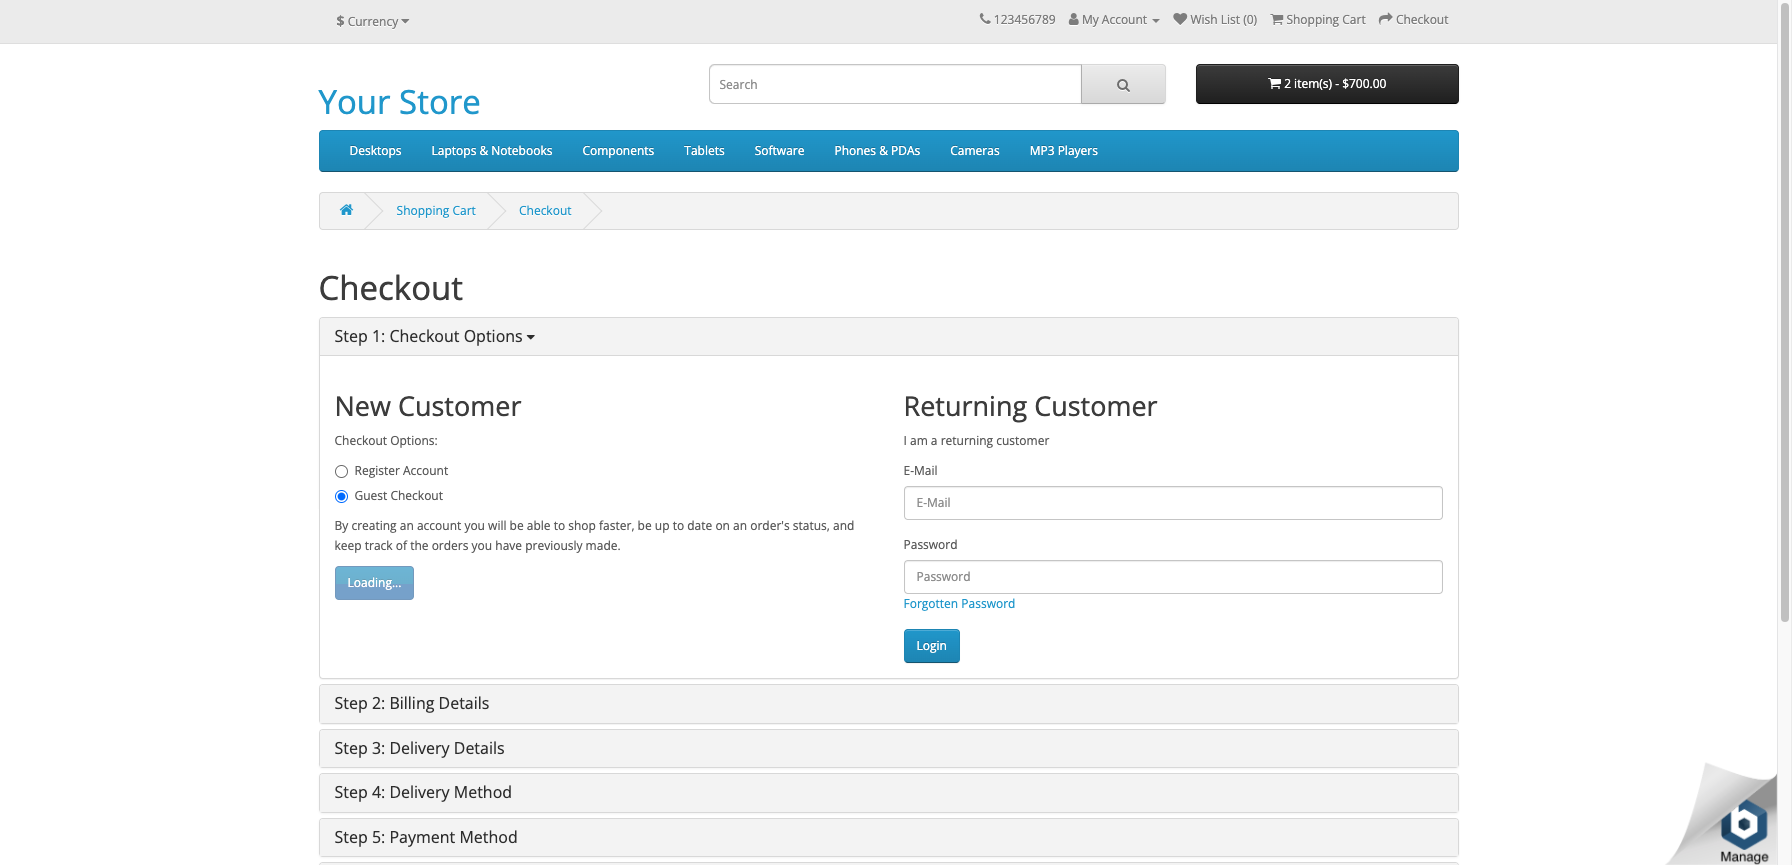 $ Currency
123456789 My Account Wish List (0) Shopping Cart Checkout
Your Store
Search
2 item(s) - $700.00
Desktops Laptops & Notebooks Components Tablets Software Phones & PDAs Cameras MP3 Players
Shopping Cart Checkout
Checkout
Step 1: Checkout Options
New Customer
Checkout Options:
Register Account
Guest Checkout
By creating an account you will be able to shop faster, be up to date on an order's status, and
keep track of the orders you have previously made.
Loading...
Returning Customer
I am a returning customer
E-Mail
E-Mail
Password
Password
Forgotten Password
Login
Step 2: Billing Details
Step 3: Delivery Details
Step 4: Delivery Method
Step 5: Payment Method
Manage